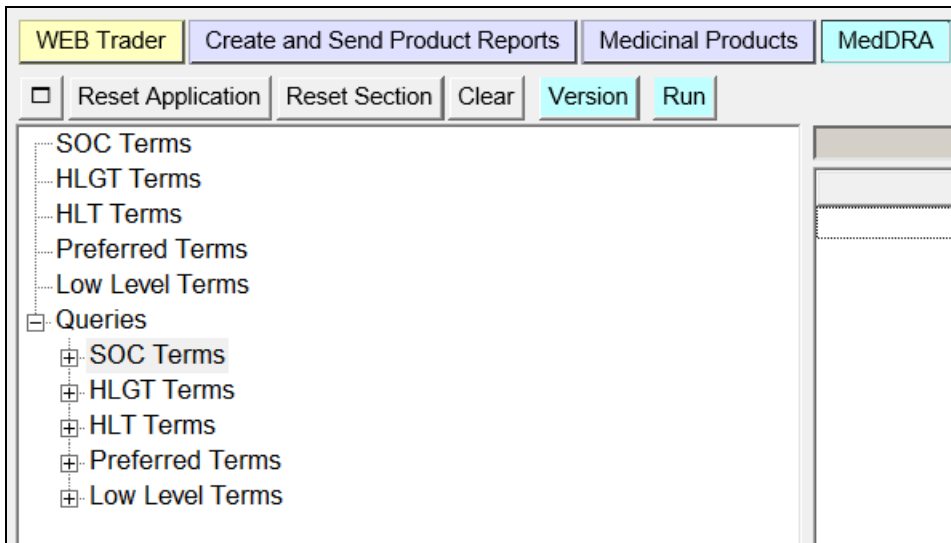 WEB Trader Create and Send Product Reports Medicinal Products MedDRA
Reset Application Reset Section Clear Version Run
SOC Terms
HLGT Terms
HLT Terms
Preferred Terms
Low Level Terms
Queries
SOC Terms
HLGT Terms
HLT Terms
Preferred Terms
Low Level Terms